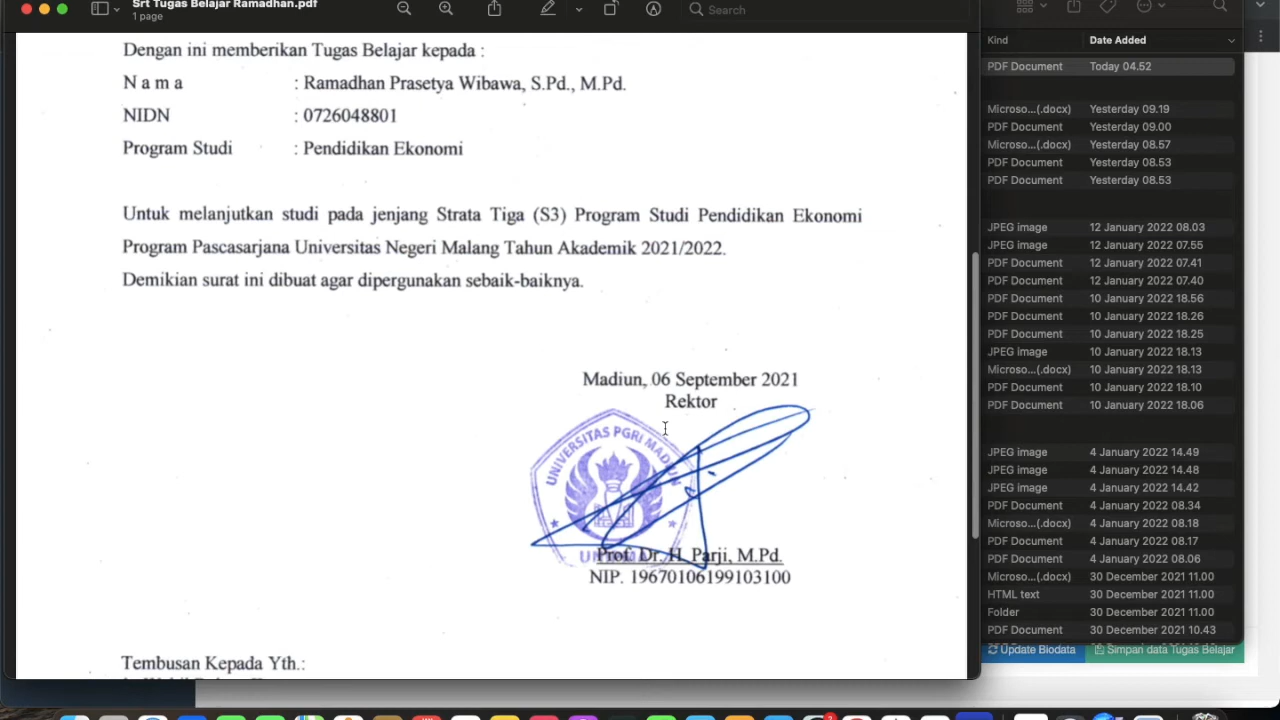 Srt Tugas Belajar Ramadhan.pdf
1 page
Search
Dengan ini memberikan Tugas Belajar kepada :
N a m a : Ramadhan Prasetya Wibawa, S.Pd., M.Pd.
NIDN : 0726048801
Program Studi : Pendidikan Ekonomi
Untuk melanjutkan studi pada jenjang Strata Tiga (S3) Program Studi Pendidikan Ekonomi
Program Pascasarjana Universitas Negeri Malang Tahun Akademik 2021/2022.
Demikian surat ini dibuat agar dipergunakan sebaik-baiknya.
Madiun, 06 September 2021
Rektor
UNIVERSITAS PGRI MADIUN
Prof. Dr. H. Parji, M.Pd.
NIP. 19670106199103100
Tembusan Kepada Yth.:
Kind Date Added
PDF Document Today 04.52
Microso...(.docx) Yesterday 09.19
PDF Document Yesterday 09.00
Microso...(.docx) Yesterday 08.57
PDF Document Yesterday 08.53
PDF Document Yesterday 08.53
JPEG image 12 January 2022 08.03
JPEG image 12 January 2022 07.55
PDF Document 12 January 2022 07.41
PDF Document 12 January 2022 07.40
PDF Document 10 January 2022 18.56
PDF Document 10 January 2022 18.26
PDF Document 10 January 2022 18.25
JPEG image 10 January 2022 18.13
Microso...(.docx) 10 January 2022 18.13
PDF Document 10 January 2022 18.10
PDF Document 10 January 2022 18.06
JPEG image 4 January 2022 14.49
JPEG image 4 January 2022 14.48
JPEG image 4 January 2022 14.42
PDF Document 4 January 2022 08.34
Microso...(.docx) 4 January 2022 08.18
PDF Document 4 January 2022 08.17
PDF Document 4 January 2022 08.06
Microso...(.docx) 30 December 2021 11.00
HTML text 30 December 2021 11.00
Folder 30 December 2021 11.00
PDF Document 30 December 2021 10.43
Update Biodata Simpan data Tugas Belajar